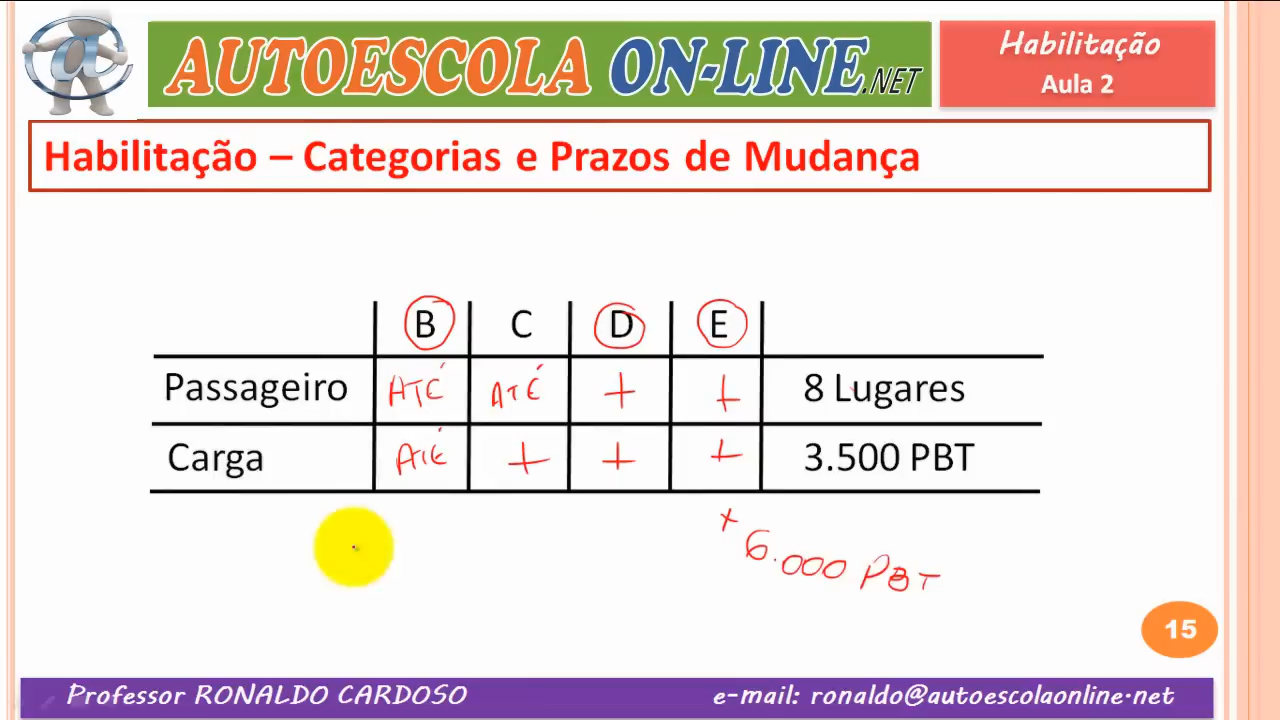 @
AUTOESCOLA ON-LINE.NET
Habilitação
Aula 2
Habilitação – Categorias e Prazos de Mudança
B C D E
Passageiro ATÉ ATÉ + + 8 Lugares
Carga ATÉ + + + 3.500 PBT
+
6.000 PBT
15
Professor RONALDO CARDOSO e-mail: ronaldo@autoescolaonline.net